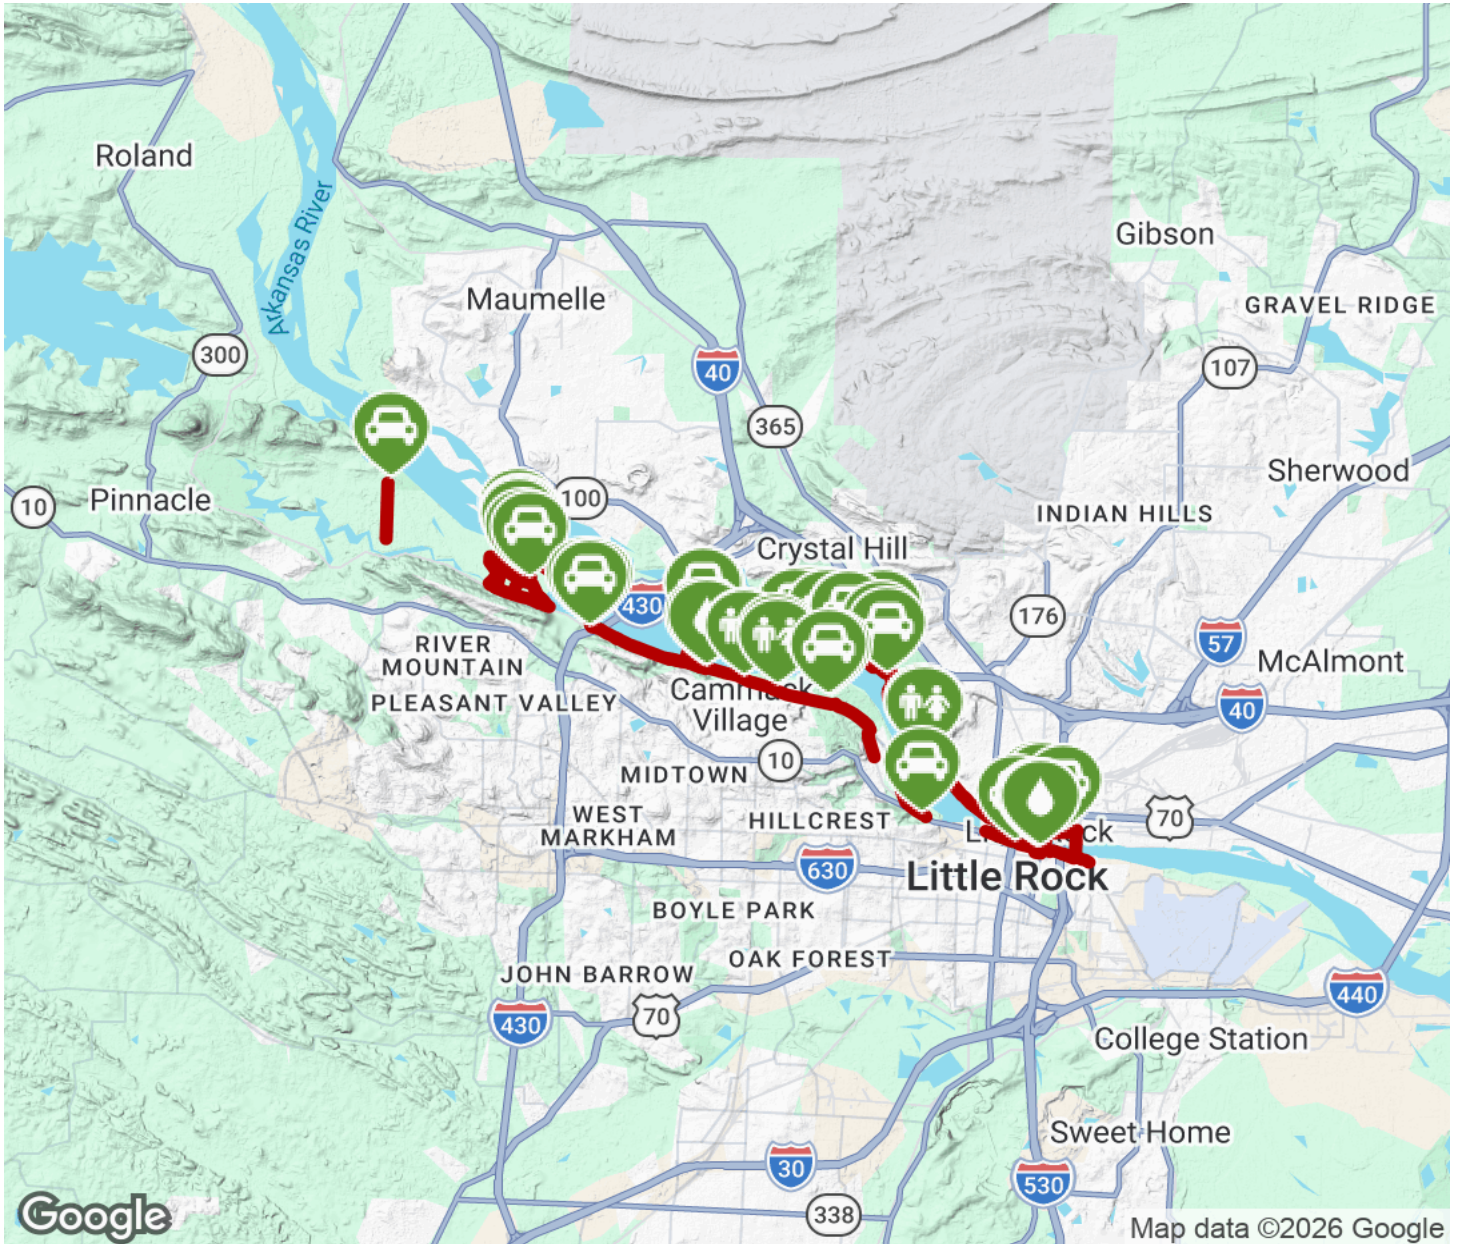 Roland
Arkansas River
Gibson
Maumelle
GRAVEL RIDGE
300
40
107
365
Sherwood
10
Pinnacle
100
INDIAN HILLS
Crystal Hill
430
176
57
RIVER
MOUNTAIN
McAlmont
PLEASANT VALLEY
Cammack
Village
40
10
MIDTOWN
WEST
MARKHAM
HILLCREST
70
630
Little Rock
BOYLE PARK
OAK FOREST
JOHN BARROW
430
70
440
College Station
Sweet Home
30
530
338
Google
Map data ©2026 Google